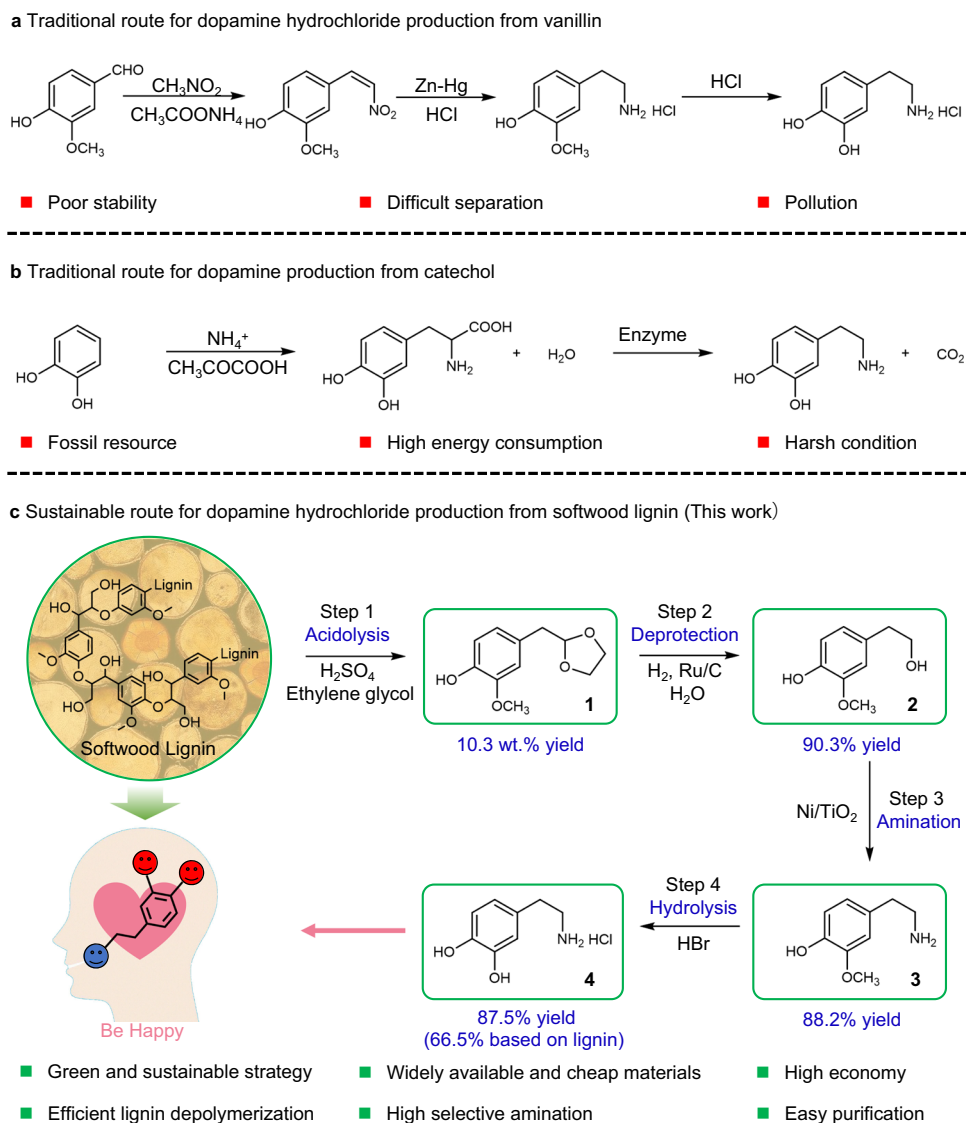 a Traditional route for dopamine hydrochloride production from vanillin
CHO
HO
OCH₃
CH₃NO₂
CH₃COONH₄
HO
OCH₃
NO₂
Zn-Hg
HCl
HO
OCH₃
NH₂ HCl
HCl
HO
OH
NH₂ HCl
Poor stability
Difficult separation
Pollution
b Traditional route for dopamine production from catechol
HO
OH
NH₄⁺
CH₃COCOOH
COOH
NH₂
HO
OH
+
H₂O
Enzyme
HO
OH
NH₂
+
CO₂
Fossil resource
High energy consumption
Harsh condition
c Sustainable route for dopamine hydrochloride production from softwood lignin (This work)
OH
Lignin
HO
O
O
O
O
OH
HO
HO
Lignin
O
O
O
OH
Softwood Lignin
Step 1
Acidolysis
H₂SO₄
Ethylene glycol
O
O
HO
OCH₃
1
10.3 wt.% yield
Step 2
Deprotection
H₂, Ru/C
H₂O
OH
HO
OCH₃
2
90.3% yield
Ni/TiO₂
Step 3
Amination
NH₂
HO
OCH₃
3
88.2% yield
Step 4
Hydrolysis
HBr
NH₂ HCl
HO
OH
4
87.5% yield
(66.5% based on lignin)
Be Happy
Green and sustainable strategy
Widely available and cheap materials
High economy
Efficient lignin depolymerization
High selective amination
Easy purification